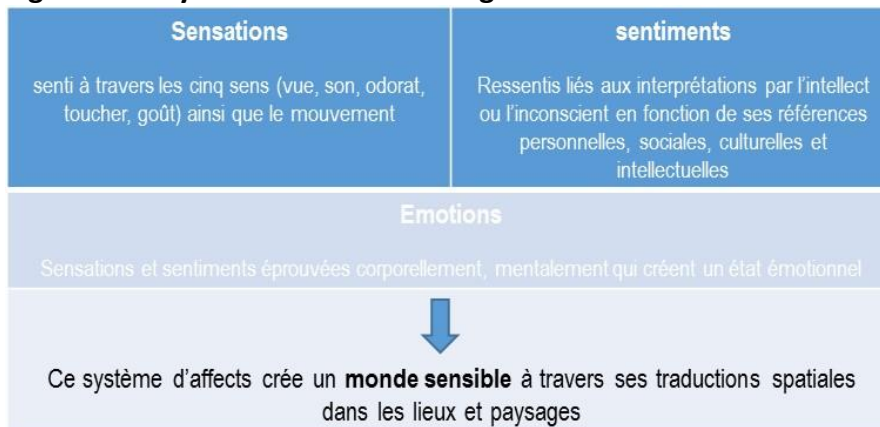 Sensations
senti à travers les cinq sens (vue, son, odorat,
toucher, goût) ainsi que le mouvement
sentiments
Ressentis liés aux interprétations par l'intellect
ou l'inconscient en fonction de ses références
personnelles, sociales, culturelles et
intellectuelles
Emotions
Sensations et sentiments éprouvées corporellement, mentalement qui créent un état émotionnel
Ce système d'affects crée un monde sensible à travers ses traductions spatiales
dans les lieux et paysages